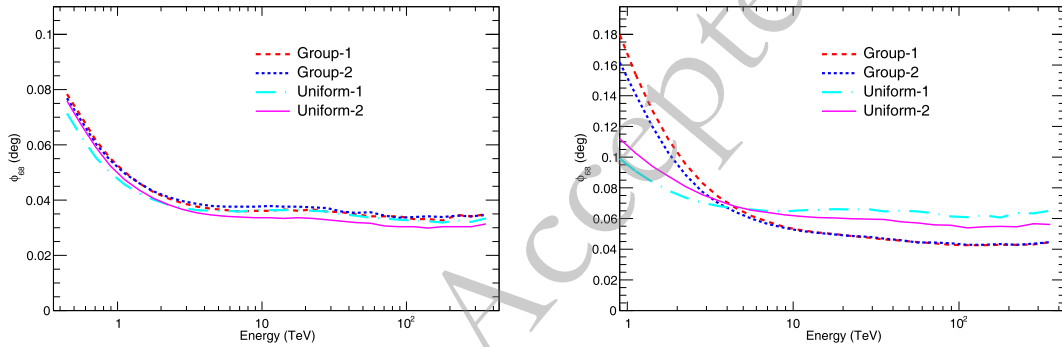 0.1
0.08
0.06
0.04
0.02
0
ϕ68 (deg)
Group-1
Group-2
Uniform-1
Uniform-2
1
10
10²
Energy (TeV)
0.18
0.16
0.14
0.12
0.1
0.08
0.06
0.04
0.02
0
ϕ68 (deg)
Group-1
Group-2
Uniform-1
Uniform-2
1
10
10²
Energy (TeV)
Accepte